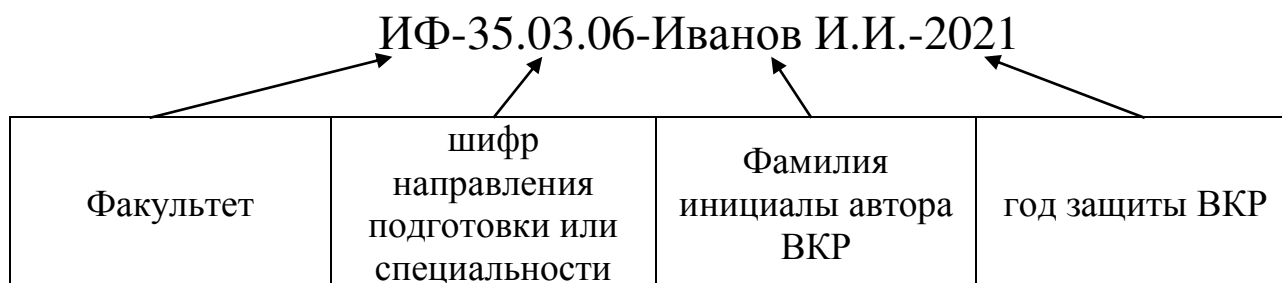 ИФ-35.03.06-Иванов И.И.-2021
Факультет
шифр
направления
подготовки или
специальности
Фамилия
инициалы автора
ВКР
год защиты ВКР